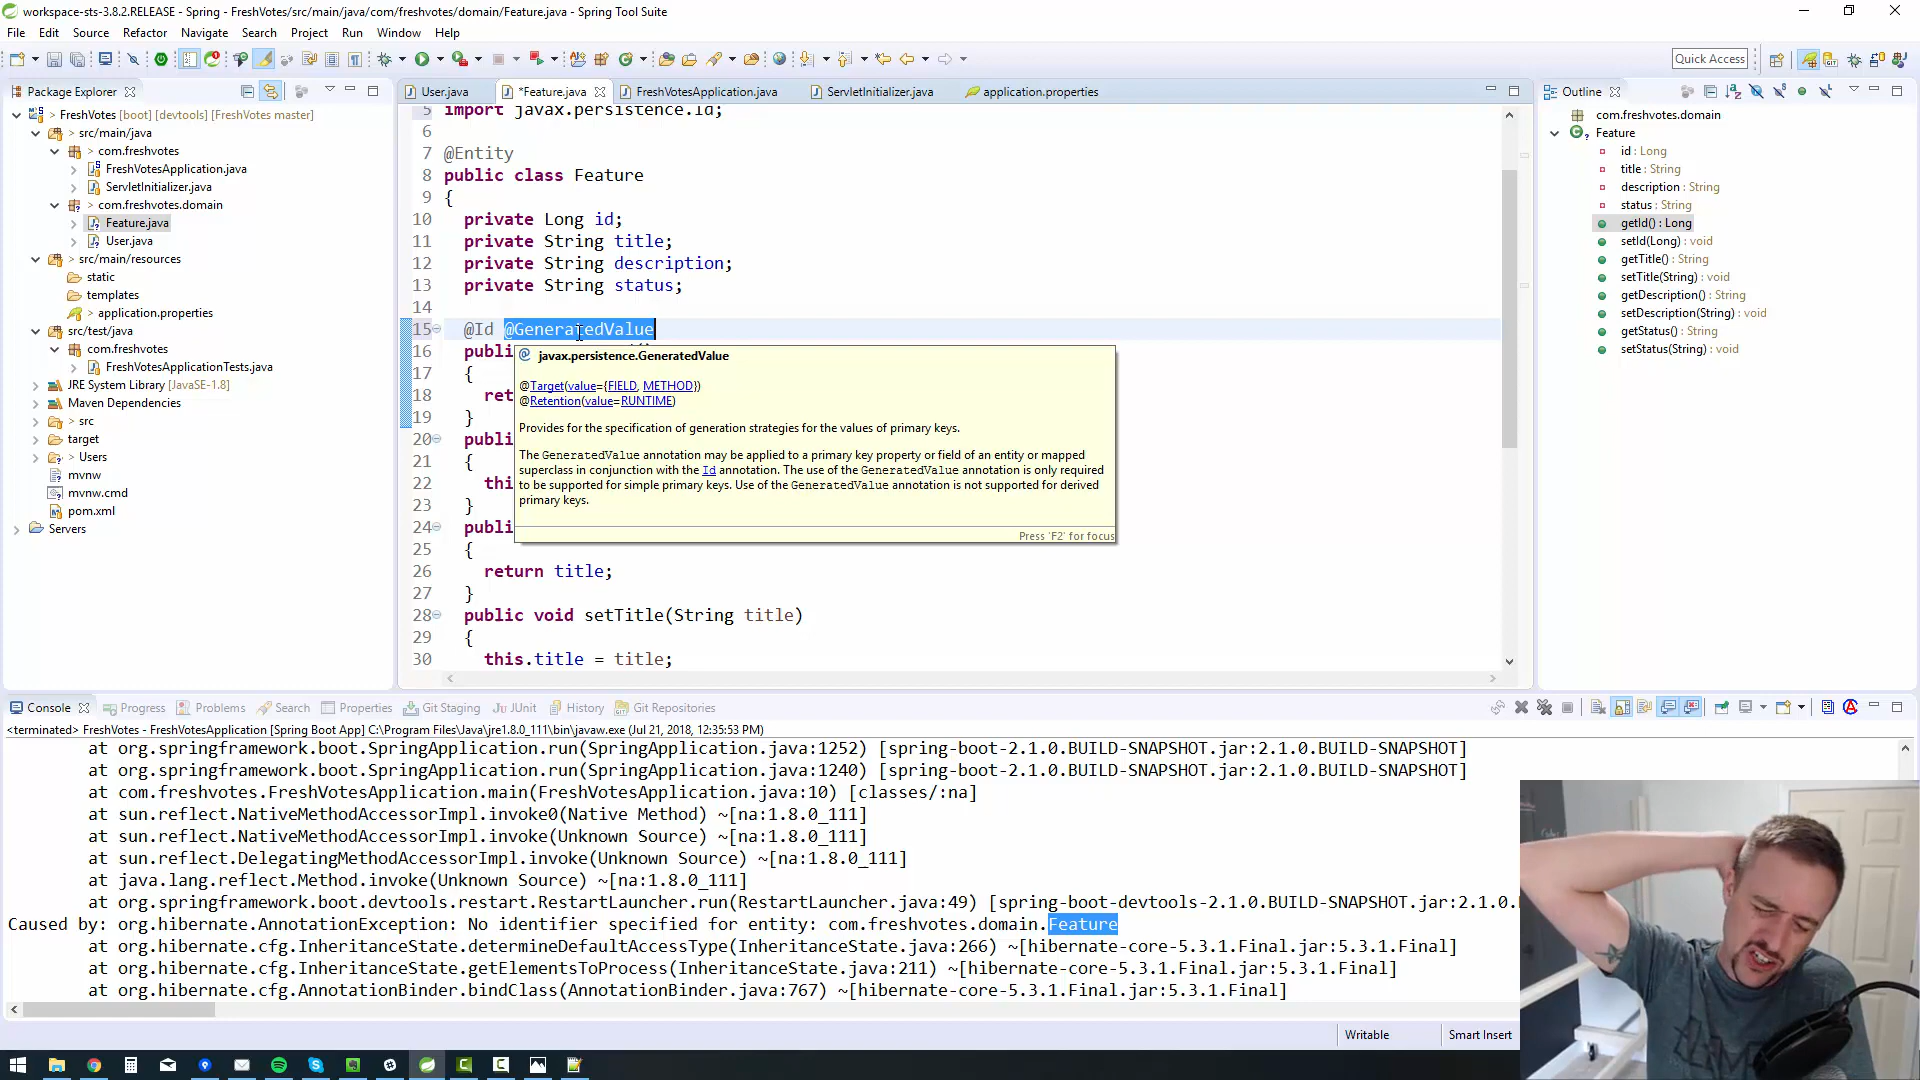 workspace-sts-3.8.2.RELEASE - Spring - FreshVotes/src/main/java/com/freshvotes/domain/Feature.java - Spring Tool Suite
File Edit Source Refactor Navigate Search Project Run Window Help
Quick Access
Package Explorer
FreshVotes [boot] [devtools] [FreshVotes master]
> src/main/java
> com.freshvotes
> FreshVotesApplication.java
> ServletInitializer.java
> com.freshvotes.domain
Feature.java
User.java
> src/main/resources
static
templates
> application.properties
src/test/java
com.freshvotes
FreshVotesApplicationTests.java
JRE System Library [JavaSE-1.8]
Maven Dependencies
> src
target
> Users
mvnw
mvnw.cmd
pom.xml
Servers
User.java *Feature.java FreshVotesApplication.java ServletInitializer.java application.properties
5 import javax.persistence.Id;
6
7 @Entity
8 public class Feature
9 {
10 private Long id;
11 private String title;
12 private String description;
13 private String status;
14
15 @Id @GeneratedValue
16 publi
17 {
18 ret
19 }
20 publi
21 {
22 thi
23 }
24 publi
25 {
26 return title;
27 }
28 public void setTitle(String title)
29 {
30 this.title = title;
@ javax.persistence.GeneratedValue
@Target(value={FIELD, METHOD})
@Retention(value=RUNTIME)
Provides for the specification of generation strategies for the values of primary keys.
The GeneratedValue annotation may be applied to a primary key property or field of an entity or mapped
superclass in conjunction with the Id annotation. The use of the GeneratedValue annotation is only required
to be supported for simple primary keys. Use of the GeneratedValue annotation is not supported for derived
primary keys.
Press 'F2' for focus
Outline
com.freshvotes.domain
Feature
id : Long
title : String
description : String
status : String
getId() : Long
setId(Long) : void
getTitle() : String
setTitle(String) : void
getDescription() : String
setDescription(String) : void
getStatus() : String
setStatus(String) : void
Console Progress Problems Search Properties Git Staging JUnit History Git Repositories
<terminated> FreshVotes - FreshVotesApplication [Spring Boot App] C:\Program Files\Java\jre1.8.0_111\bin\javaw.exe (Jul 21, 2018, 12:35:53 PM)
at org.springframework.boot.SpringApplication.run(SpringApplication.java:1252) [spring-boot-2.1.0.BUILD-SNAPSHOT.jar:2.1.0.BUILD-SNAPSHOT]
at org.springframework.boot.SpringApplication.run(SpringApplication.java:1240) [spring-boot-2.1.0.BUILD-SNAPSHOT.jar:2.1.0.BUILD-SNAPSHOT]
at com.freshvotes.FreshVotesApplication.main(FreshVotesApplication.java:10) [classes/:na]
at sun.reflect.NativeMethodAccessorImpl.invoke0(Native Method) ~[na:1.8.0_111]
at sun.reflect.NativeMethodAccessorImpl.invoke(Unknown Source) ~[na:1.8.0_111]
at sun.reflect.DelegatingMethodAccessorImpl.invoke(Unknown Source) ~[na:1.8.0_111]
at java.lang.reflect.Method.invoke(Unknown Source) ~[na:1.8.0_111]
at org.springframework.boot.devtools.restart.RestartLauncher.run(RestartLauncher.java:49) [spring-boot-devtools-2.1.0.BUILD-SNAPSHOT.jar:2.1.0.B
Caused by: org.hibernate.AnnotationException: No identifier specified for entity: com.freshvotes.domain.Feature
at org.hibernate.cfg.InheritanceState.determineDefaultAccessType(InheritanceState.java:266) ~[hibernate-core-5.3.1.Final.jar:5.3.1.Final]
at org.hibernate.cfg.InheritanceState.getElementsToProcess(InheritanceState.java:211) ~[hibernate-core-5.3.1.Final.jar:5.3.1.Final]
at org.hibernate.cfg.AnnotationBinder.bindClass(AnnotationBinder.java:767) ~[hibernate-core-5.3.1.Final.jar:5.3.1.Final]
Writable Smart Insert